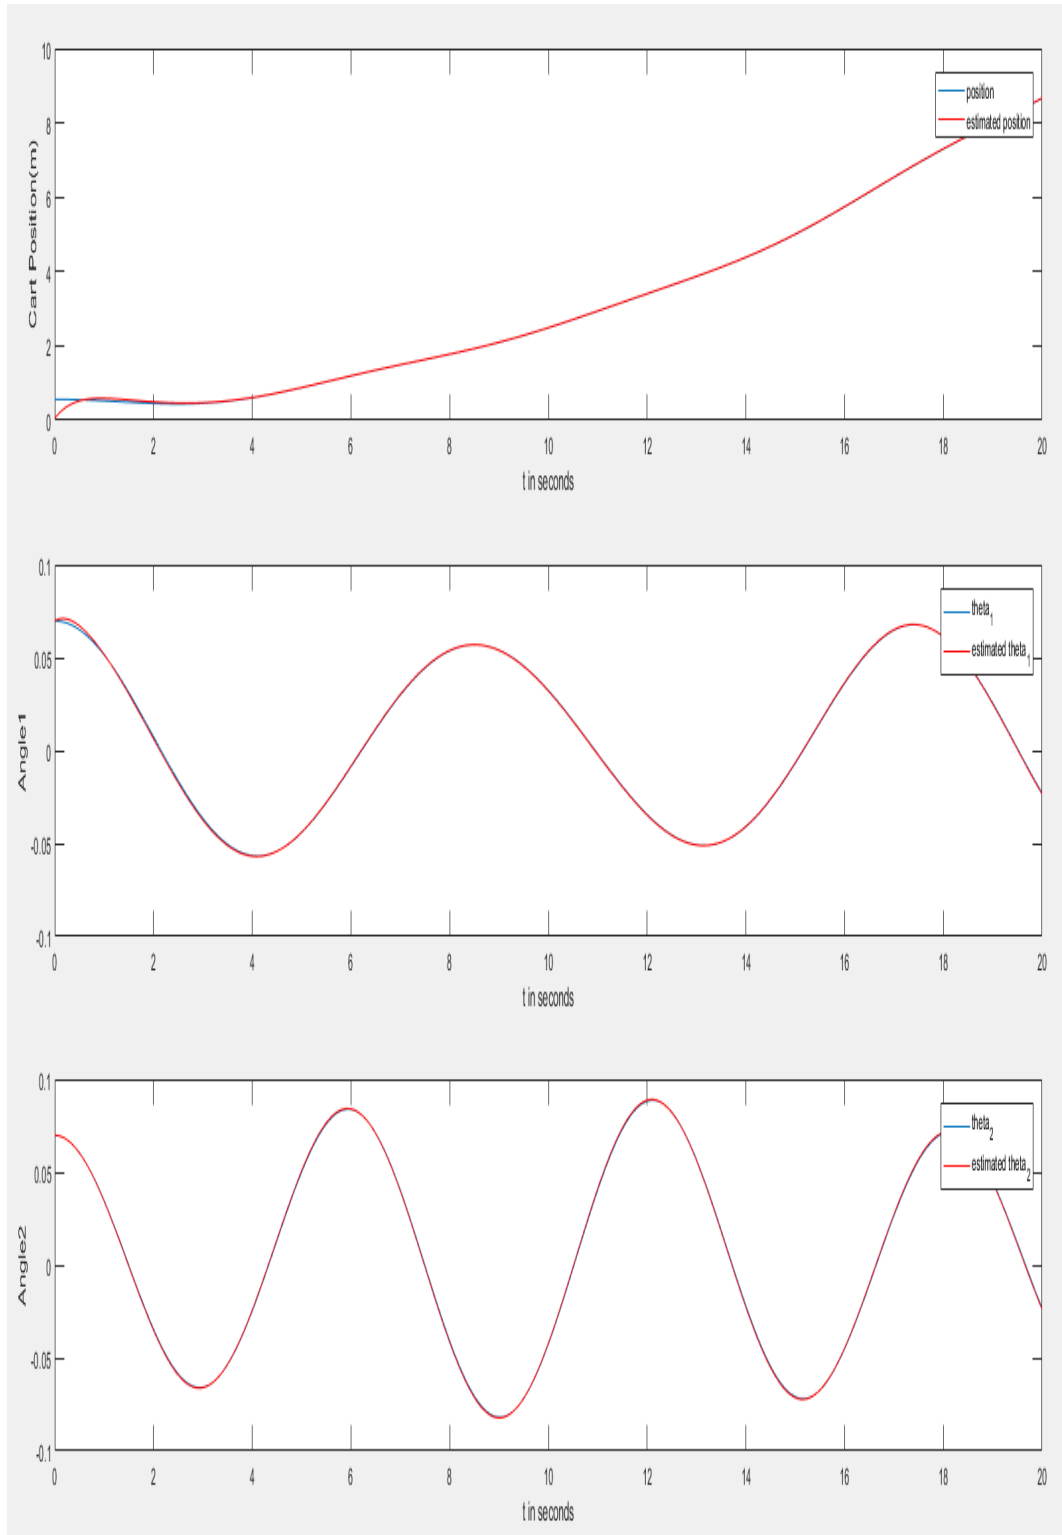 10
8
6
4
2
0
Cart Position(m)
position
estimated position
0 2 4 6 8 10 12 14 16 18 20
t in seconds
0.1
0.05
0
-0.05
-0.1
Angle1
theta1
estimated theta1
0 2 4 6 8 10 12 14 16 18 20
t in seconds
0.1
0.05
0
-0.05
-0.1
Angle2
theta2
estimated theta2
0 2 4 6 8 10 12 14 16 18 20
t in seconds